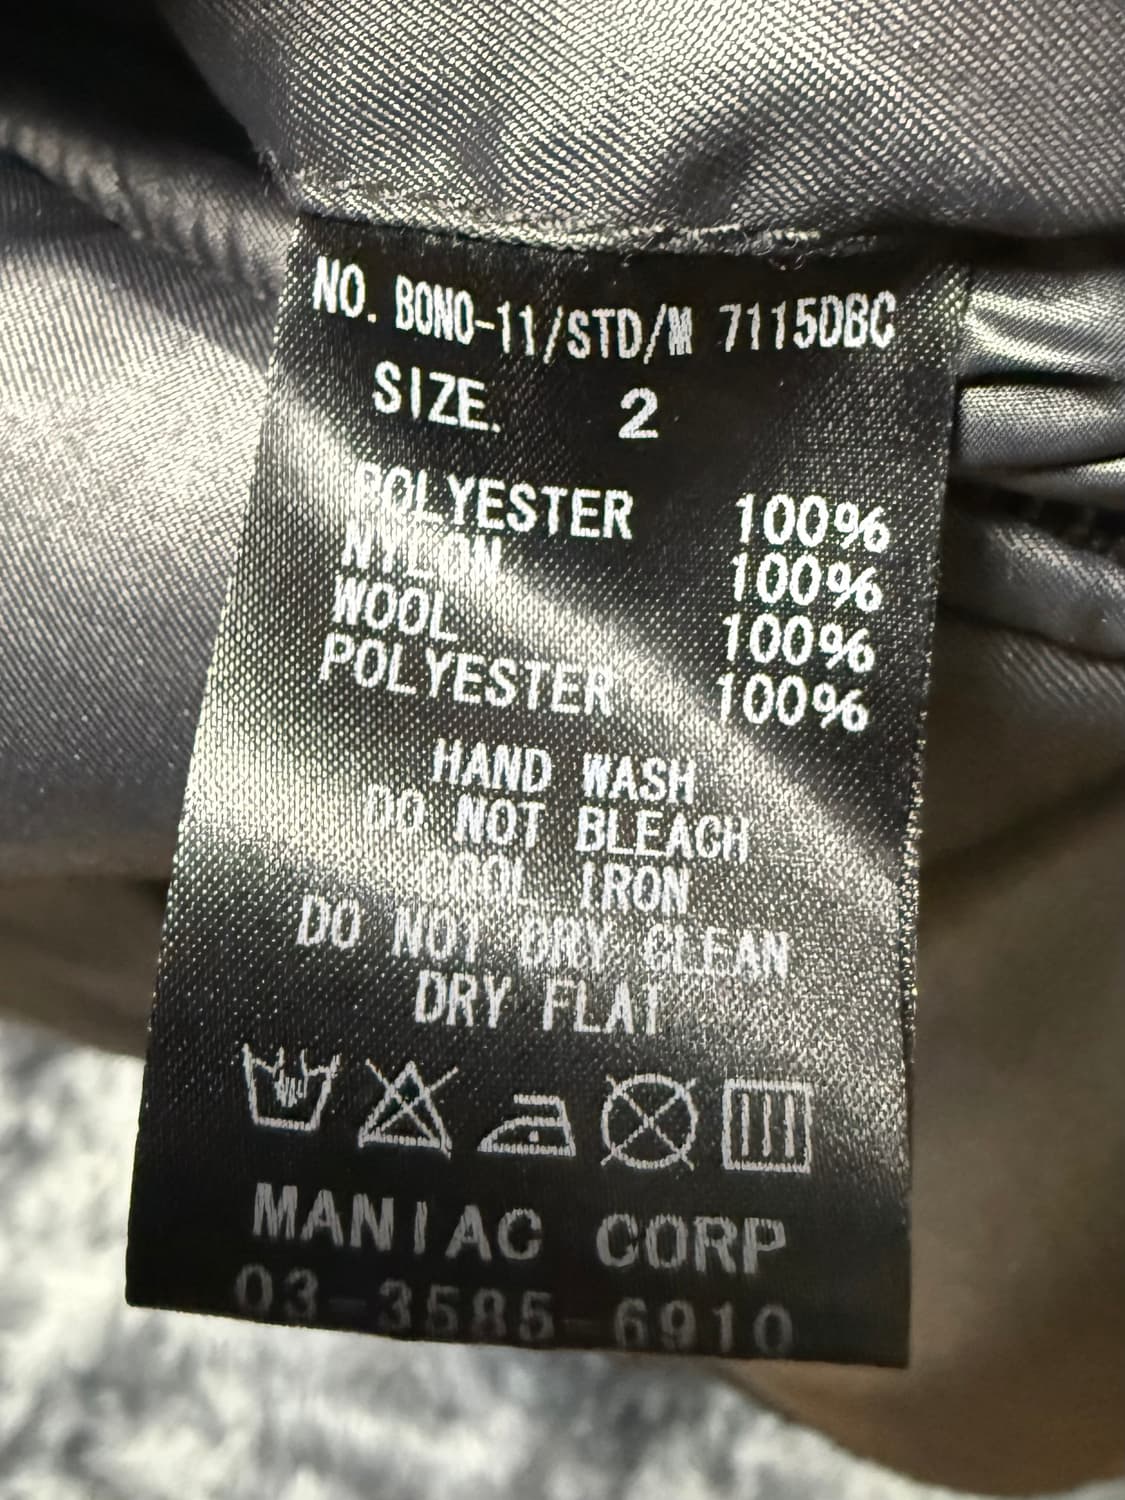 NO. BONO-11/STD/M 7115DBC
SIZE. 2
POLYESTER 100%
NYLON 100%
WOOL 100%
POLYESTER 100%
HAND WASH
DO NOT BLEACH
COOL IRON
DO NOT DRY CLEAN
DRY FLAT
MANIAC CORP
03-3585-6910